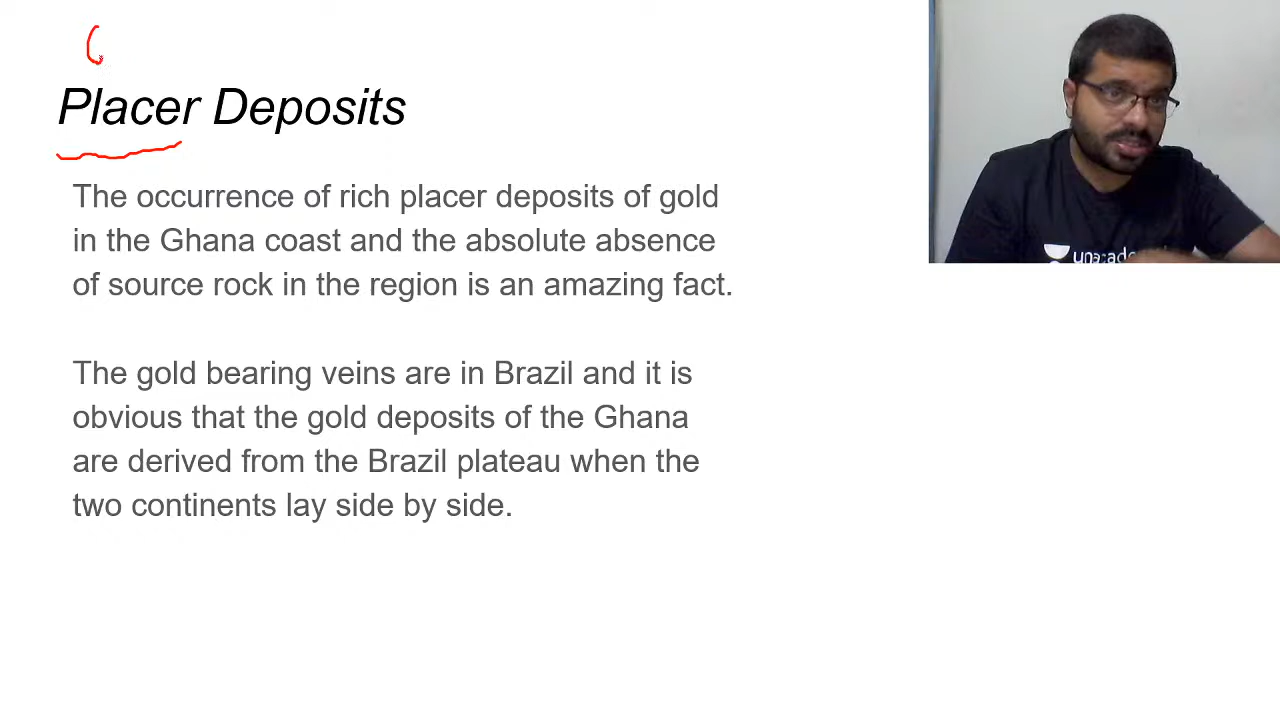 Placer Deposits
The occurrence of rich placer deposits of gold
in the Ghana coast and the absolute absence
of source rock in the region is an amazing fact.
The gold bearing veins are in Brazil and it is
obvious that the gold deposits of the Ghana
are derived from the Brazil plateau when the
two continents lay side by side.